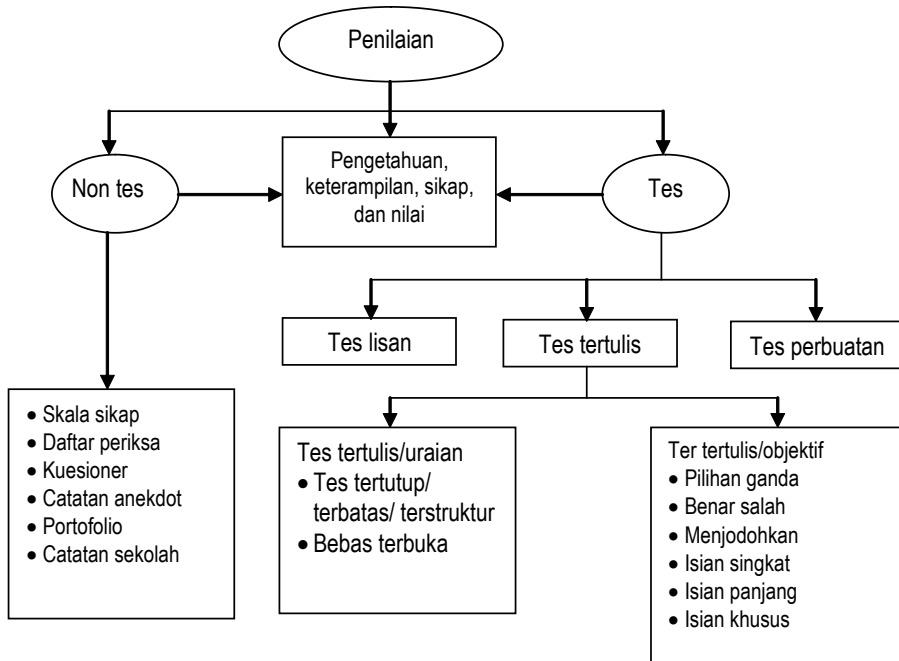 Penilaian
Non tes
Pengetahuan,
keterampilan, sikap,
dan nilai
Tes
Tes lisan
Tes tertulis
Tes perbuatan
• Skala sikap
• Daftar periksa
• Kuesioner
• Catatan anekdot
• Portofolio
• Catatan sekolah
Tes tertulis/uraian
• Tes tertutup/
terbatas/ terstruktur
• Bebas terbuka
Ter tertulis/objektif
• Pilihan ganda
• Benar salah
• Menjodohkan
• Isian singkat
• Isian panjang
• Isian khusus